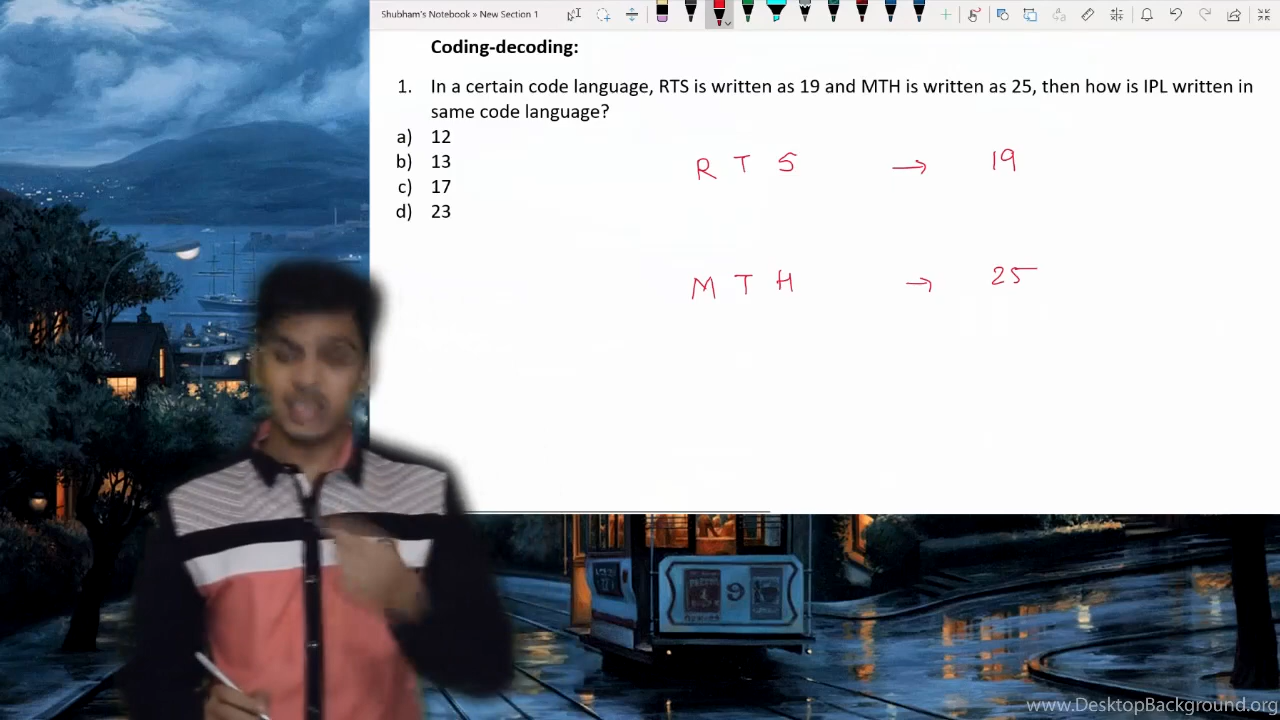 Shubham's Notebook » New Section 1
Coding-decoding:
1. In a certain code language, RTS is written as 19 and MTH is written as 25, then how is IPL written in
same code language?
a) 12
b) 13
c) 17
d) 23
R T S → 19
M T H → 25
9
www.DesktopBackground.org